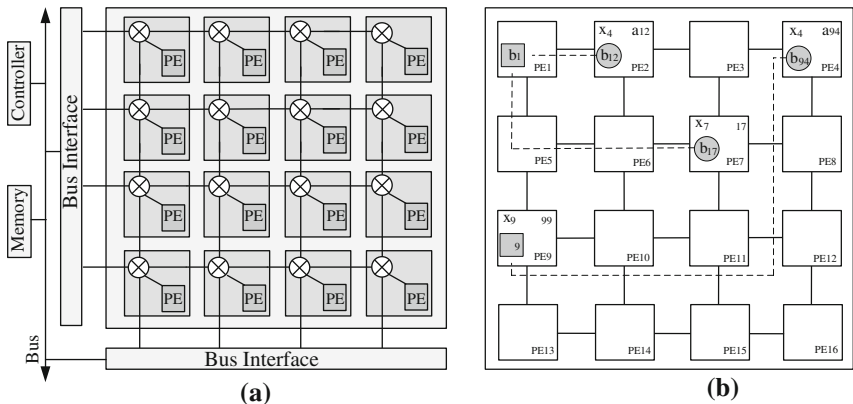 Controller
Memory
Bus
Bus Interface
PE PE PE PE
PE PE PE PE
PE PE PE PE
PE PE PE PE
Bus Interface
(a)
b1 PE1
x4 a12 b12 PE2
PE3
x4 a94 b94 PE4
PE5
PE6
x7 17 b17 PE7
PE8
x9 99 9 PE9
PE10
PE11
PE12
PE13
PE14
PE15
PE16
(b)